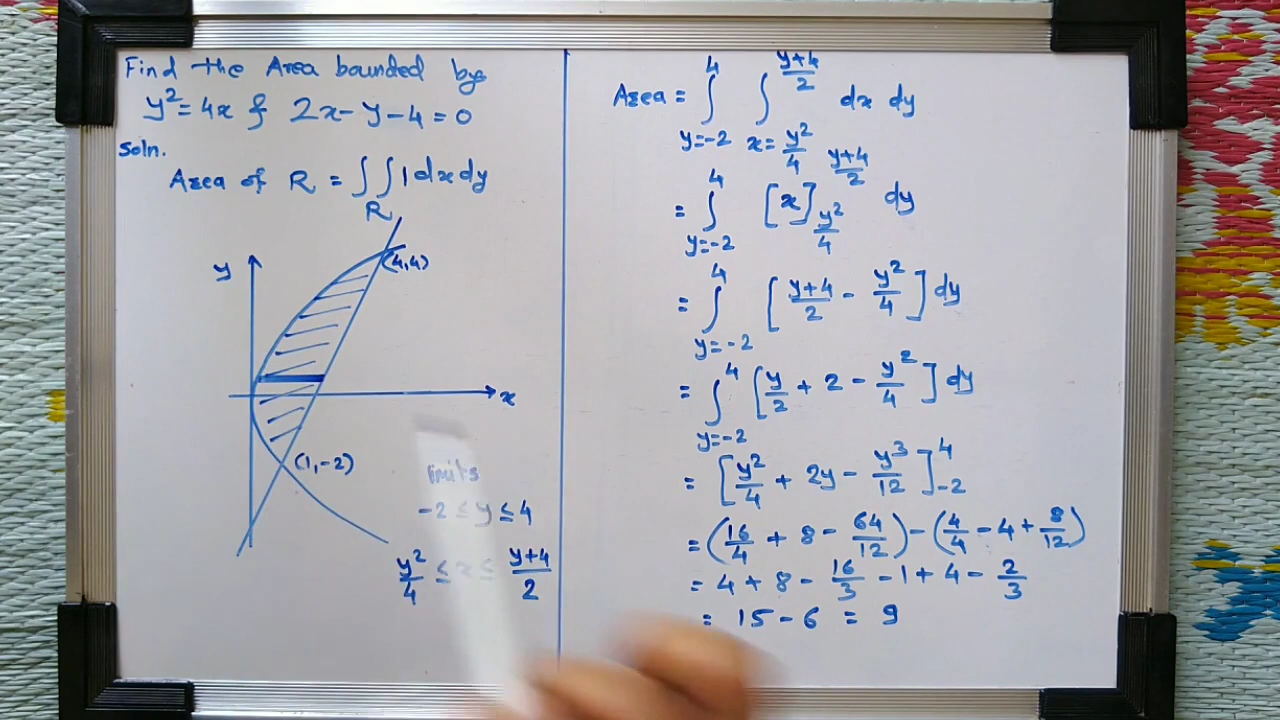 Find the Area bounded by
y² = 4x & 2x - y - 4 = 0
Soln.
Area of R = ∫∫ 1 dx dy
R
y
(4,4)
x
(1,-2)
limits
-2 ≤ y ≤ 4
y²/4 ≤ x ≤ (y+4)/2
Area = ∫_{y=-2}^{4} ∫_{x=y²/4}^{(y+4)/2} dx dy
= ∫_{y=-2}^{4} [x]_{y²/4}^{(y+4)/2} dy
= ∫_{y=-2}^{4} [(y+4)/2 - y²/4] dy
= ∫_{y=-2}^{4} [y/2 + 2 - y²/4] dy
= [y²/4 + 2y - y³/12]_{-2}^{4}
= (16/4 + 8 - 64/12) - (4/4 - 4 + 8/12)
= 4 + 8 - 16/3 - 1 + 4 - 2/3
= 15 - 6 = 9